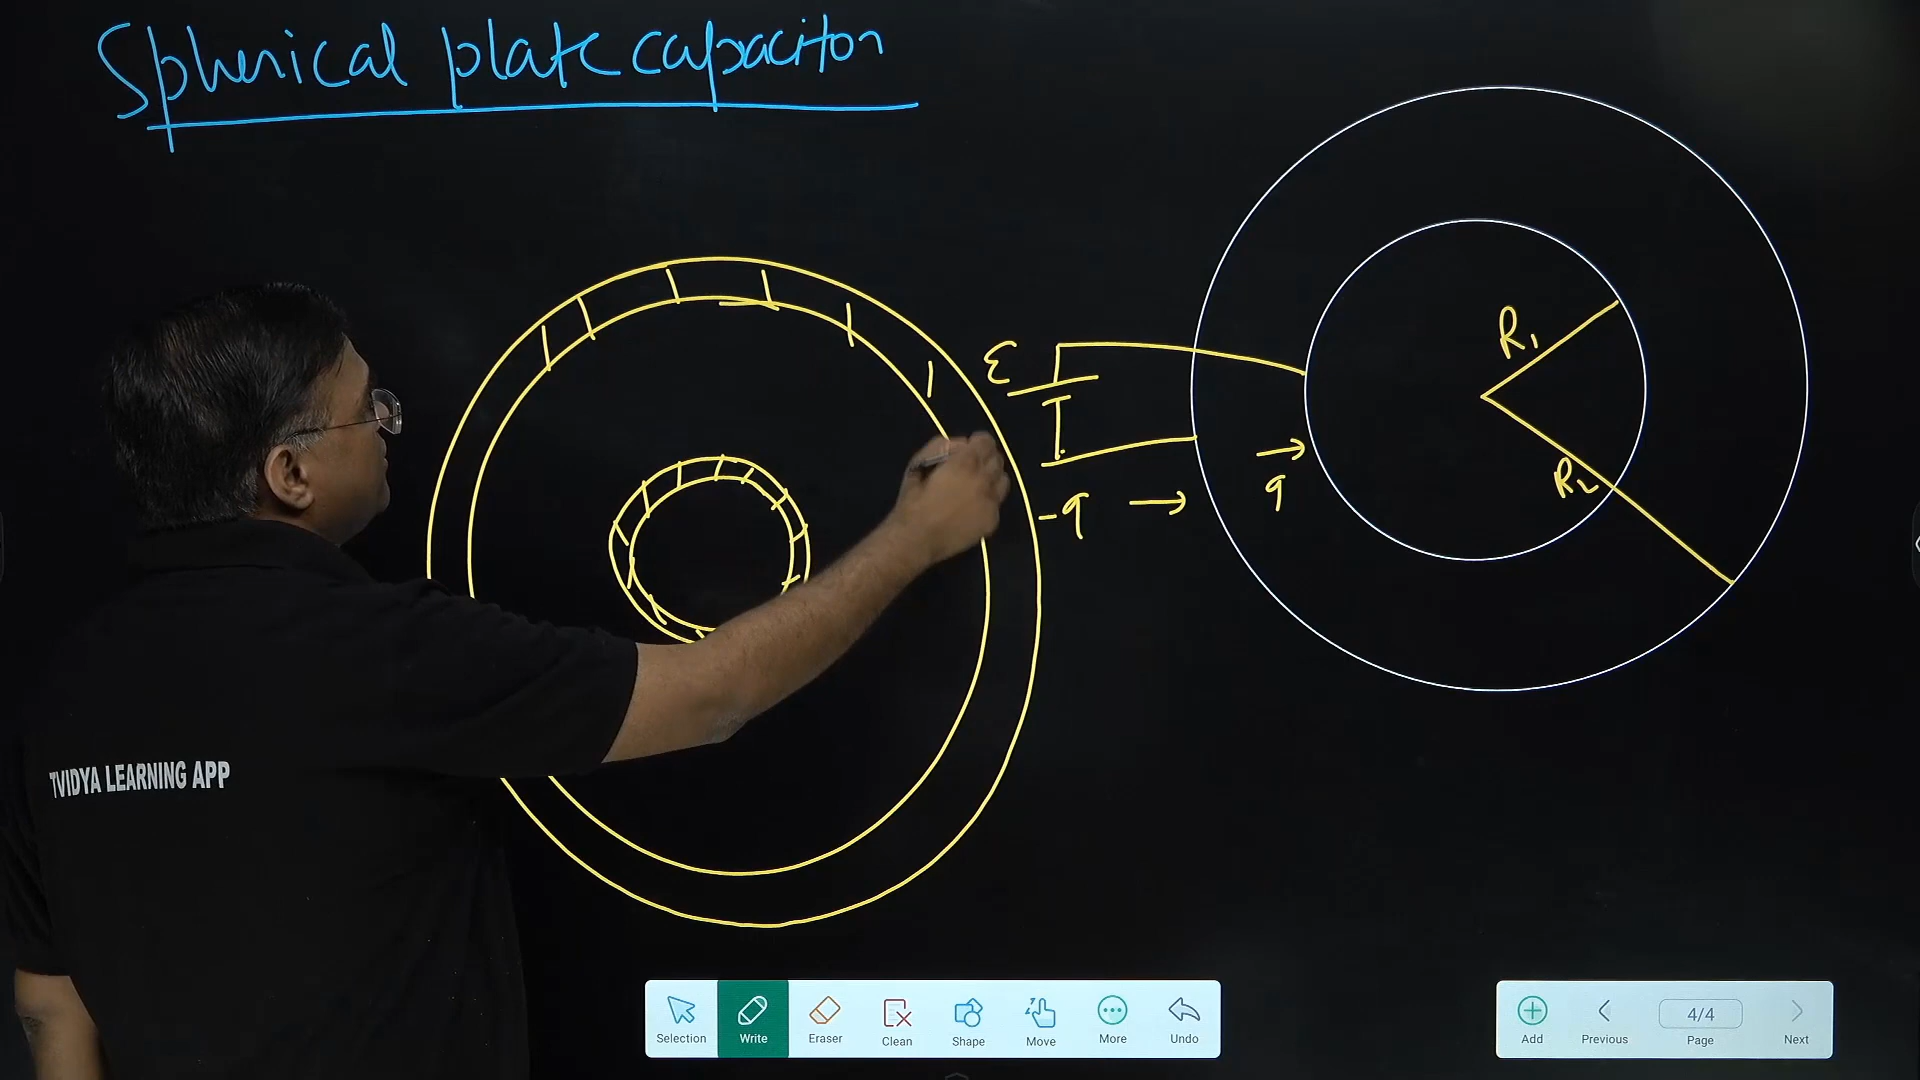 Spherical plate capacitor
ε
R₁
R₂
q
-q
TVIDYA LEARNING APP
Selection
Write
Eraser
Clean
Shape
Move
More
Undo
Add
Previous
4/4
Page
Next